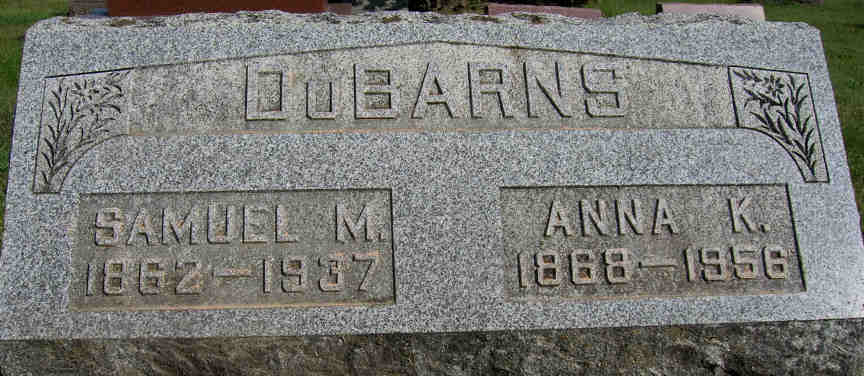 DuBARNS
SAMUEL M.
1862–1937
ANNA K.
1868–1956